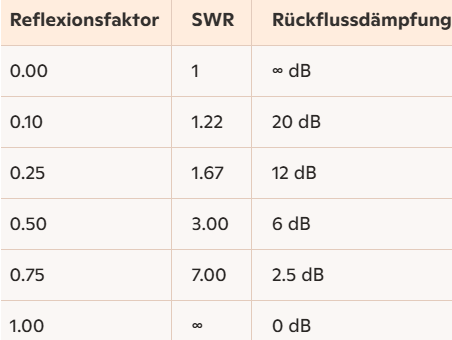 Reflexionsfaktor SWR Rückflussdämpfung
0.00 1 ∞ dB
0.10 1.22 20 dB
0.25 1.67 12 dB
0.50 3.00 6 dB
0.75 7.00 2.5 dB
1.00 ∞ 0 dB